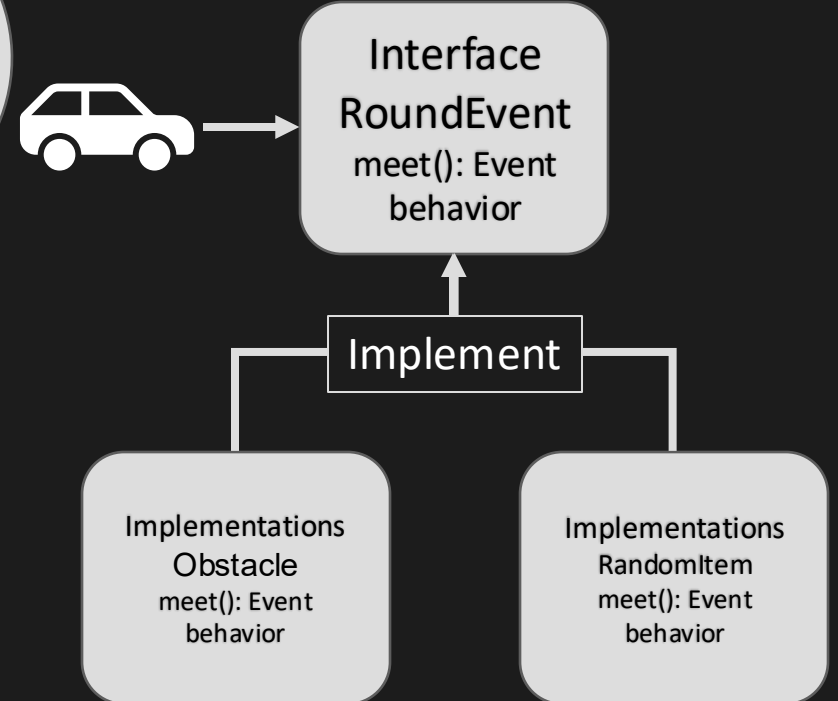 Interface
RoundEvent
meet(): Event
behavior
Implement
Implementations
Obstacle
meet(): Event
behavior
Implementations
RandomItem
meet(): Event
behavior